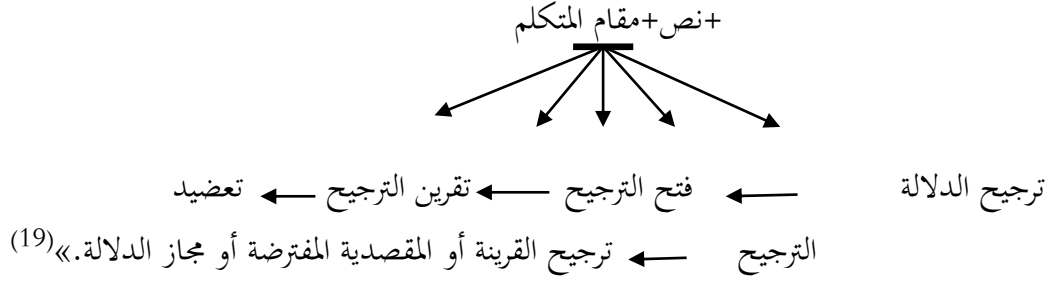 +نص+مقام المتكلم
ترجيح الدلالة ← فتح الترجيح ← تقرين الترجيح ← تعضيد
الترجيح ← ترجيح القرينة أو المقصدية المفترضة أو مجاز الدلالة.»(19)